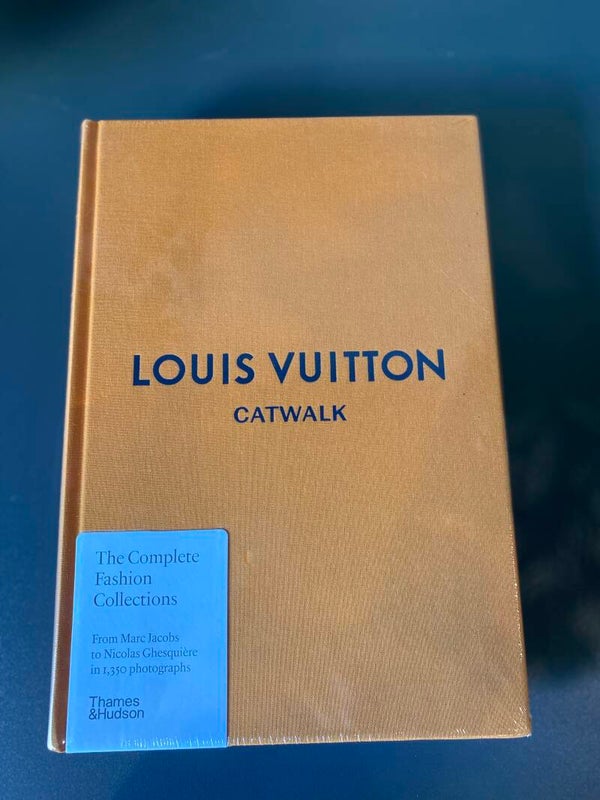 LOUIS VUITTON
CATWALK
The Complete
Fashion
Collections
From Marc Jacobs
to Nicolas Ghesquière
in 1,350 photographs
Thames
&Hudson